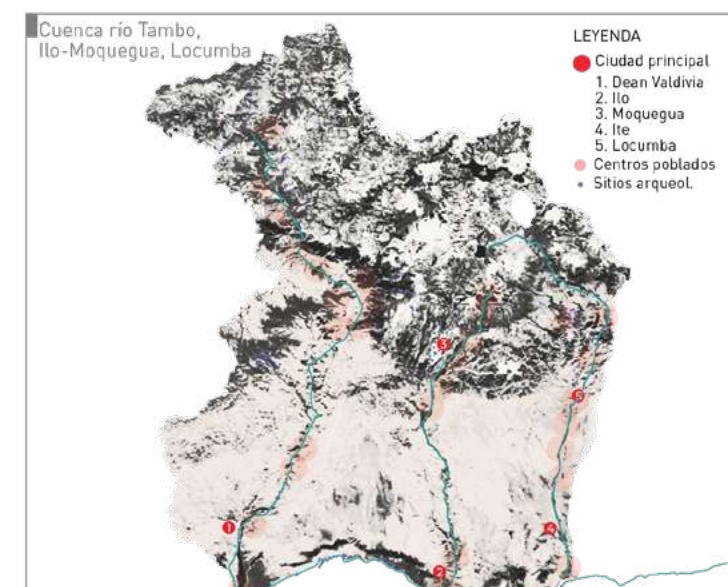 Cuenca río Tambo,
Ilo-Moquegua, Locumba
LEYENDA
Ciudad principal
1. Dean Valdivia
2. Ilo
3. Moquegua
4. Ite
5. Locumba
Centros poblados
Sitios arqueol.
3
5
1
4
2